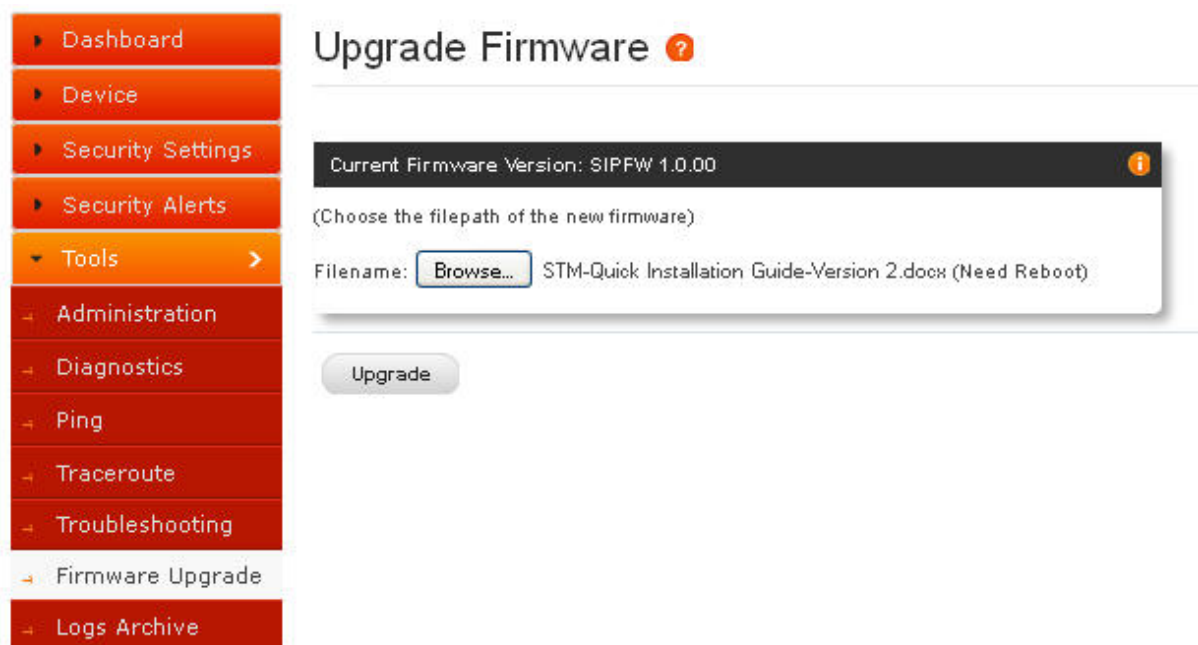 Dashboard
Device
Security Settings
Security Alerts
Tools
Administration
Diagnostics
Ping
Traceroute
Troubleshooting
Firmware Upgrade
Logs Archive
Upgrade Firmware ?
Current Firmware Version: SIPFW 1.0.00 i
(Choose the filepath of the new firmware)
Filename: Browse... STM-Quick Installation Guide-Version 2.docx (Need Reboot)
Upgrade